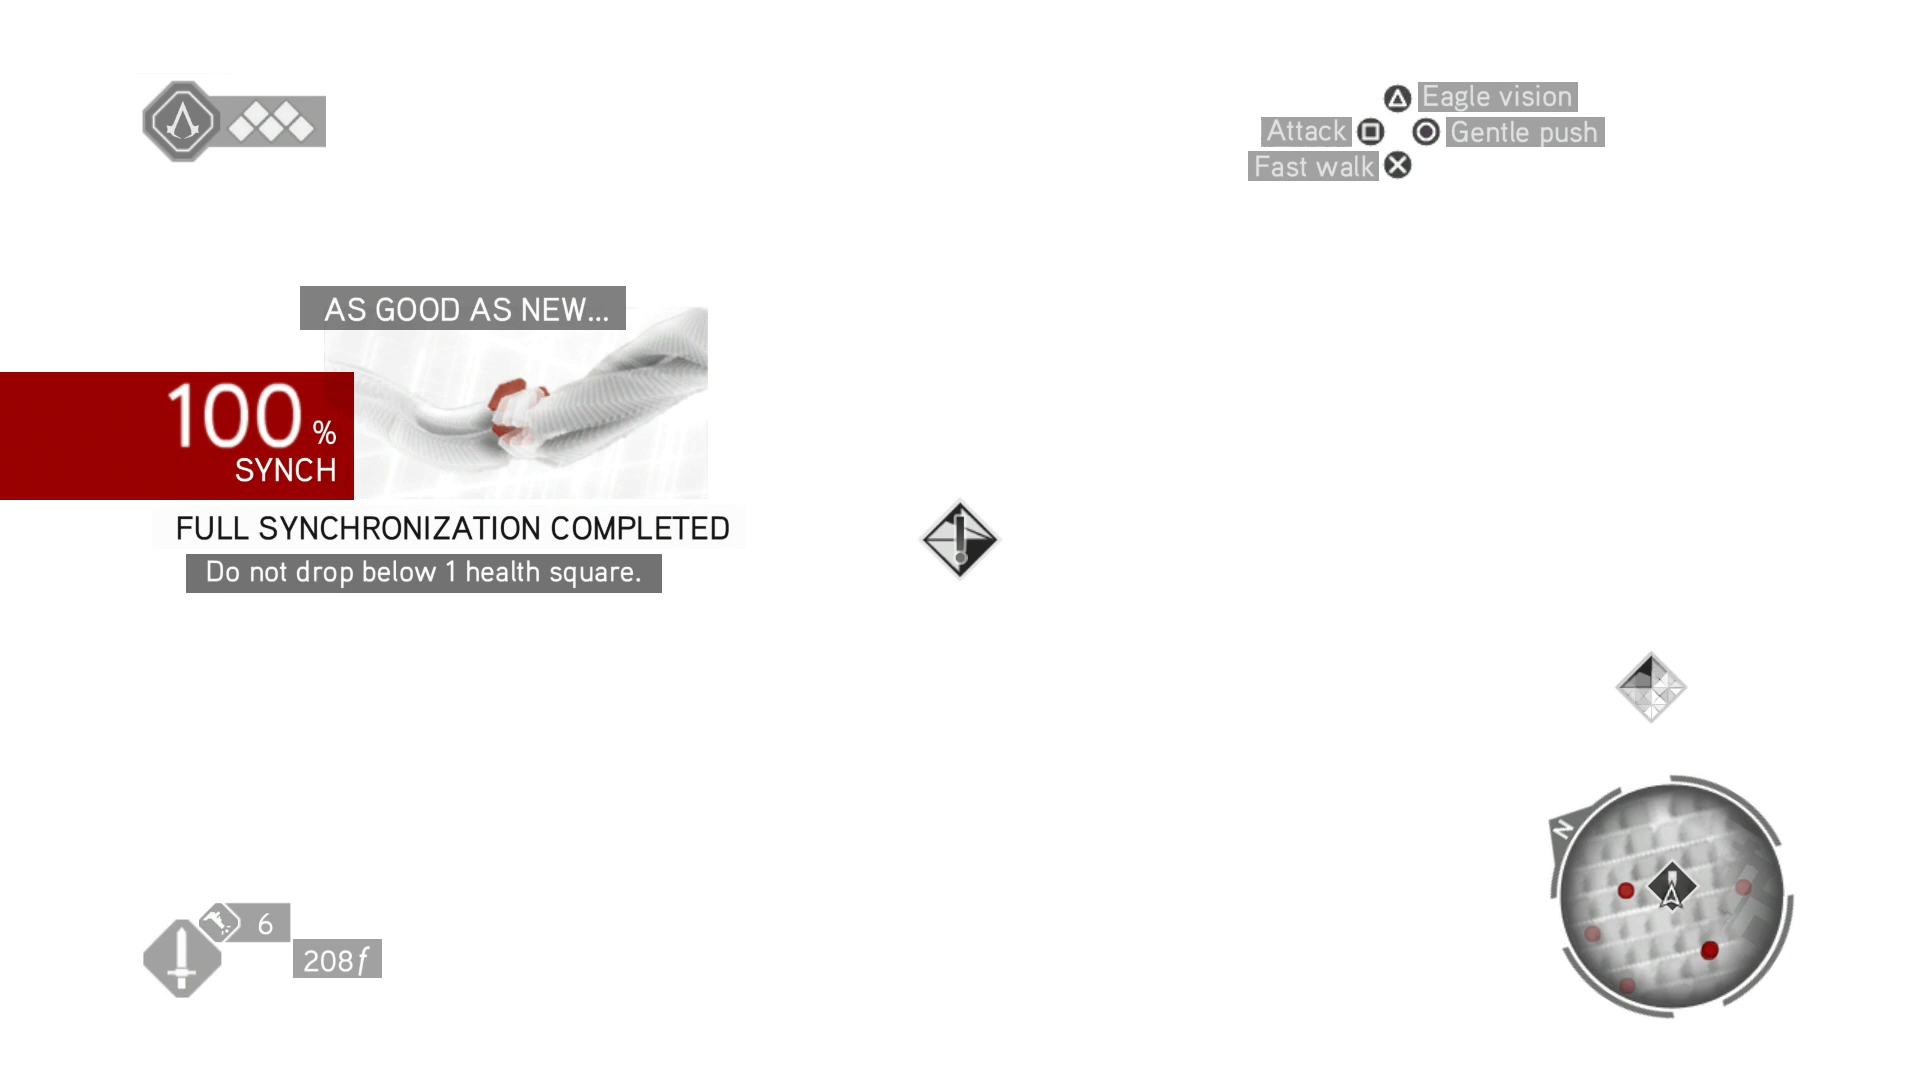 Eagle vision
Attack
Gentle push
Fast walk
AS GOOD AS NEW...
100 %
SYNCH
FULL SYNCHRONIZATION COMPLETED
Do not drop below 1 health square.
N
6
208ƒ